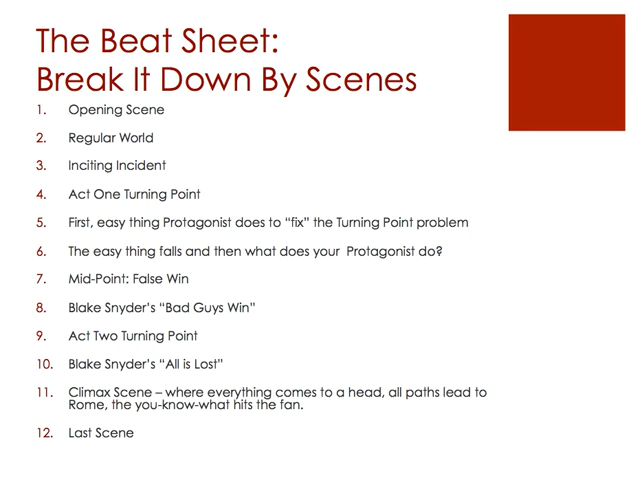 The Beat Sheet:
Break It Down By Scenes
1. Opening Scene
2. Regular World
3. Inciting Incident
4. Act One Turning Point
5. First, easy thing Protagonist does to “fix” the Turning Point problem
6. The easy thing falls and then what does your  Protagonist do?
7. Mid-Point: False Win
8. Blake Snyder’s “Bad Guys Win”
9. Act Two Turning Point
10. Blake Snyder’s “All is Lost”
11. Climax Scene – where everything comes to a head, all paths lead to
Rome, the you-know-what hits the fan.
12. Last Scene